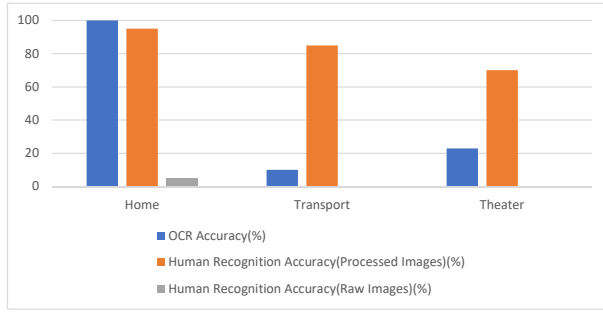 100
80
60
40
20
0
Home Transport Theater
OCR Accuracy(%)
Human Recognition Accuracy(Processed Images)(%)
Human Recognition Accuracy(Raw Images)(%)